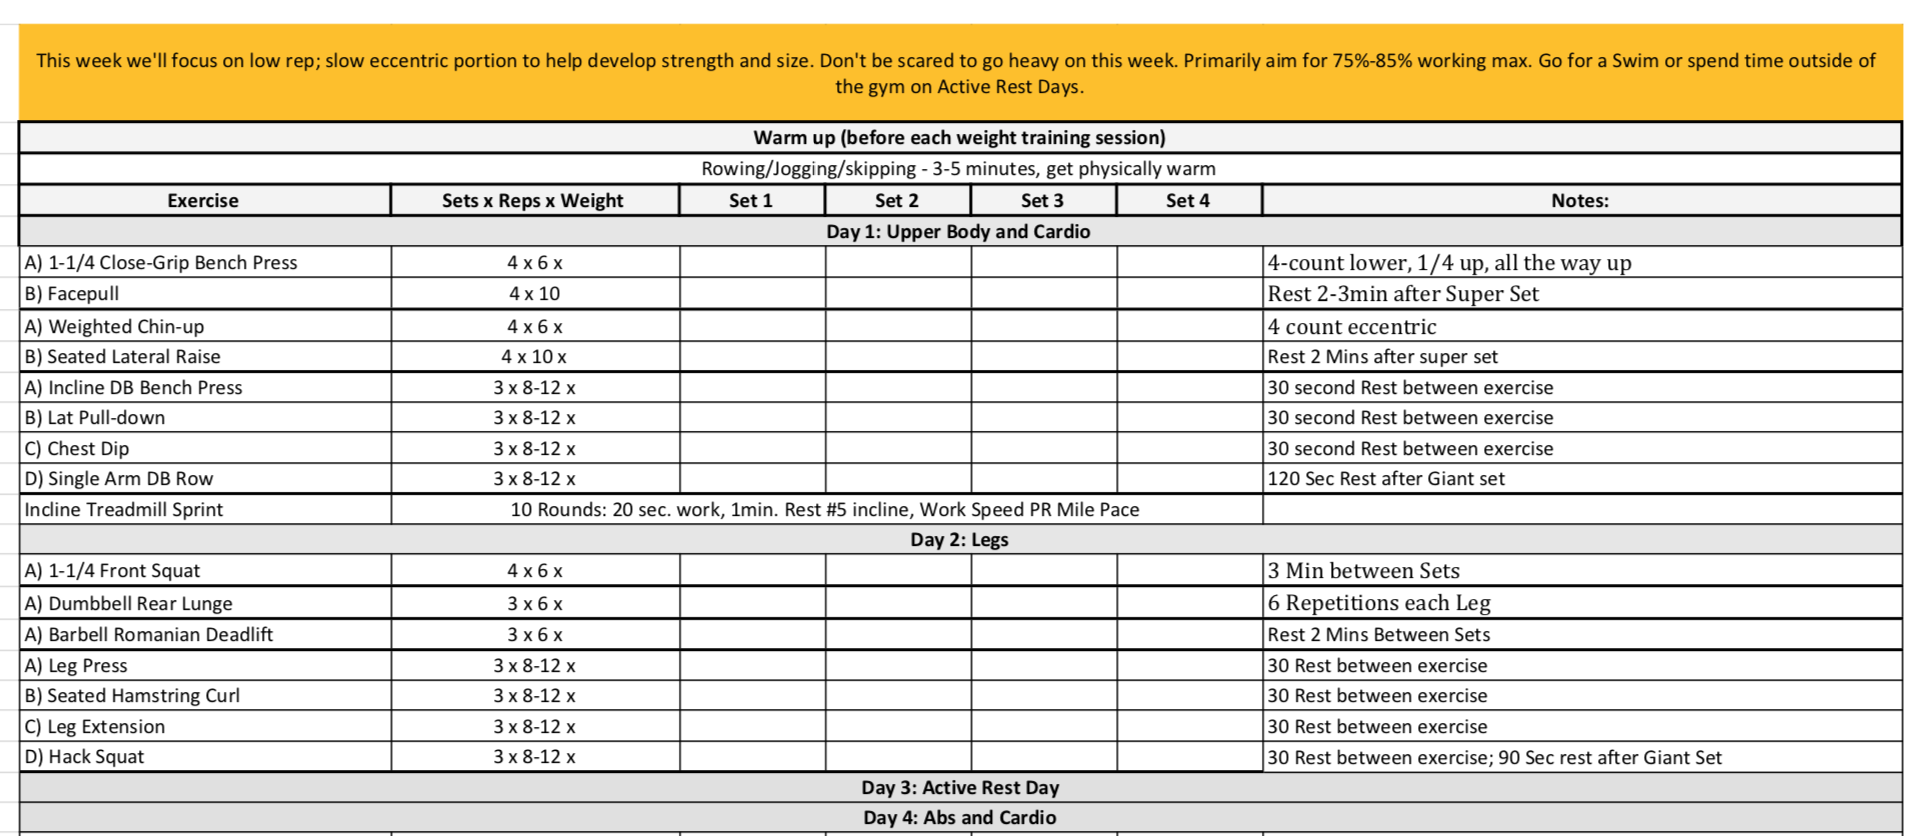 This week we'll focus on low rep; slow eccentric portion to help develop strength and size. Don't be scared to go heavy on this week. Primarily aim for 75%-85% working max. Go for a Swim or spend time outside of
the gym on Active Rest Days.
Warm up (before each weight training session)
Rowing/Jogging/skipping - 3-5 minutes, get physically warm
Exercise Sets x Reps x Weight Set 1 Set 2 Set 3 Set 4 Notes:
Day 1: Upper Body and Cardio
A) 1-1/4 Close-Grip Bench Press 4 x 6 x 4-count lower, 1/4 up, all the way up
B) Facepull 4 x 10 Rest 2-3min after Super Set
A) Weighted Chin-up 4 x 6 x 4 count eccentric
B) Seated Lateral Raise 4 x 10 x Rest 2 Mins after super set
A) Incline DB Bench Press 3 x 8-12 x 30 second Rest between exercise
B) Lat Pull-down 3 x 8-12 x 30 second Rest between exercise
C) Chest Dip 3 x 8-12 x 30 second Rest between exercise
D) Single Arm DB Row 3 x 8-12 x 120 Sec Rest after Giant set
Incline Treadmill Sprint 10 Rounds: 20 sec. work, 1min. Rest #5 incline, Work Speed PR Mile Pace
Day 2: Legs
A) 1-1/4 Front Squat 4 x 6 x 3 Min between Sets
A) Dumbbell Rear Lunge 3 x 6 x 6 Repetitions each Leg
A) Barbell Romanian Deadlift 3 x 6 x Rest 2 Mins Between Sets
A) Leg Press 3 x 8-12 x 30 Rest between exercise
B) Seated Hamstring Curl 3 x 8-12 x 30 Rest between exercise
C) Leg Extension 3 x 8-12 x 30 Rest between exercise
D) Hack Squat 3 x 8-12 x 30 Rest between exercise; 90 Sec rest after Giant Set
Day 3: Active Rest Day
Day 4: Abs and Cardio